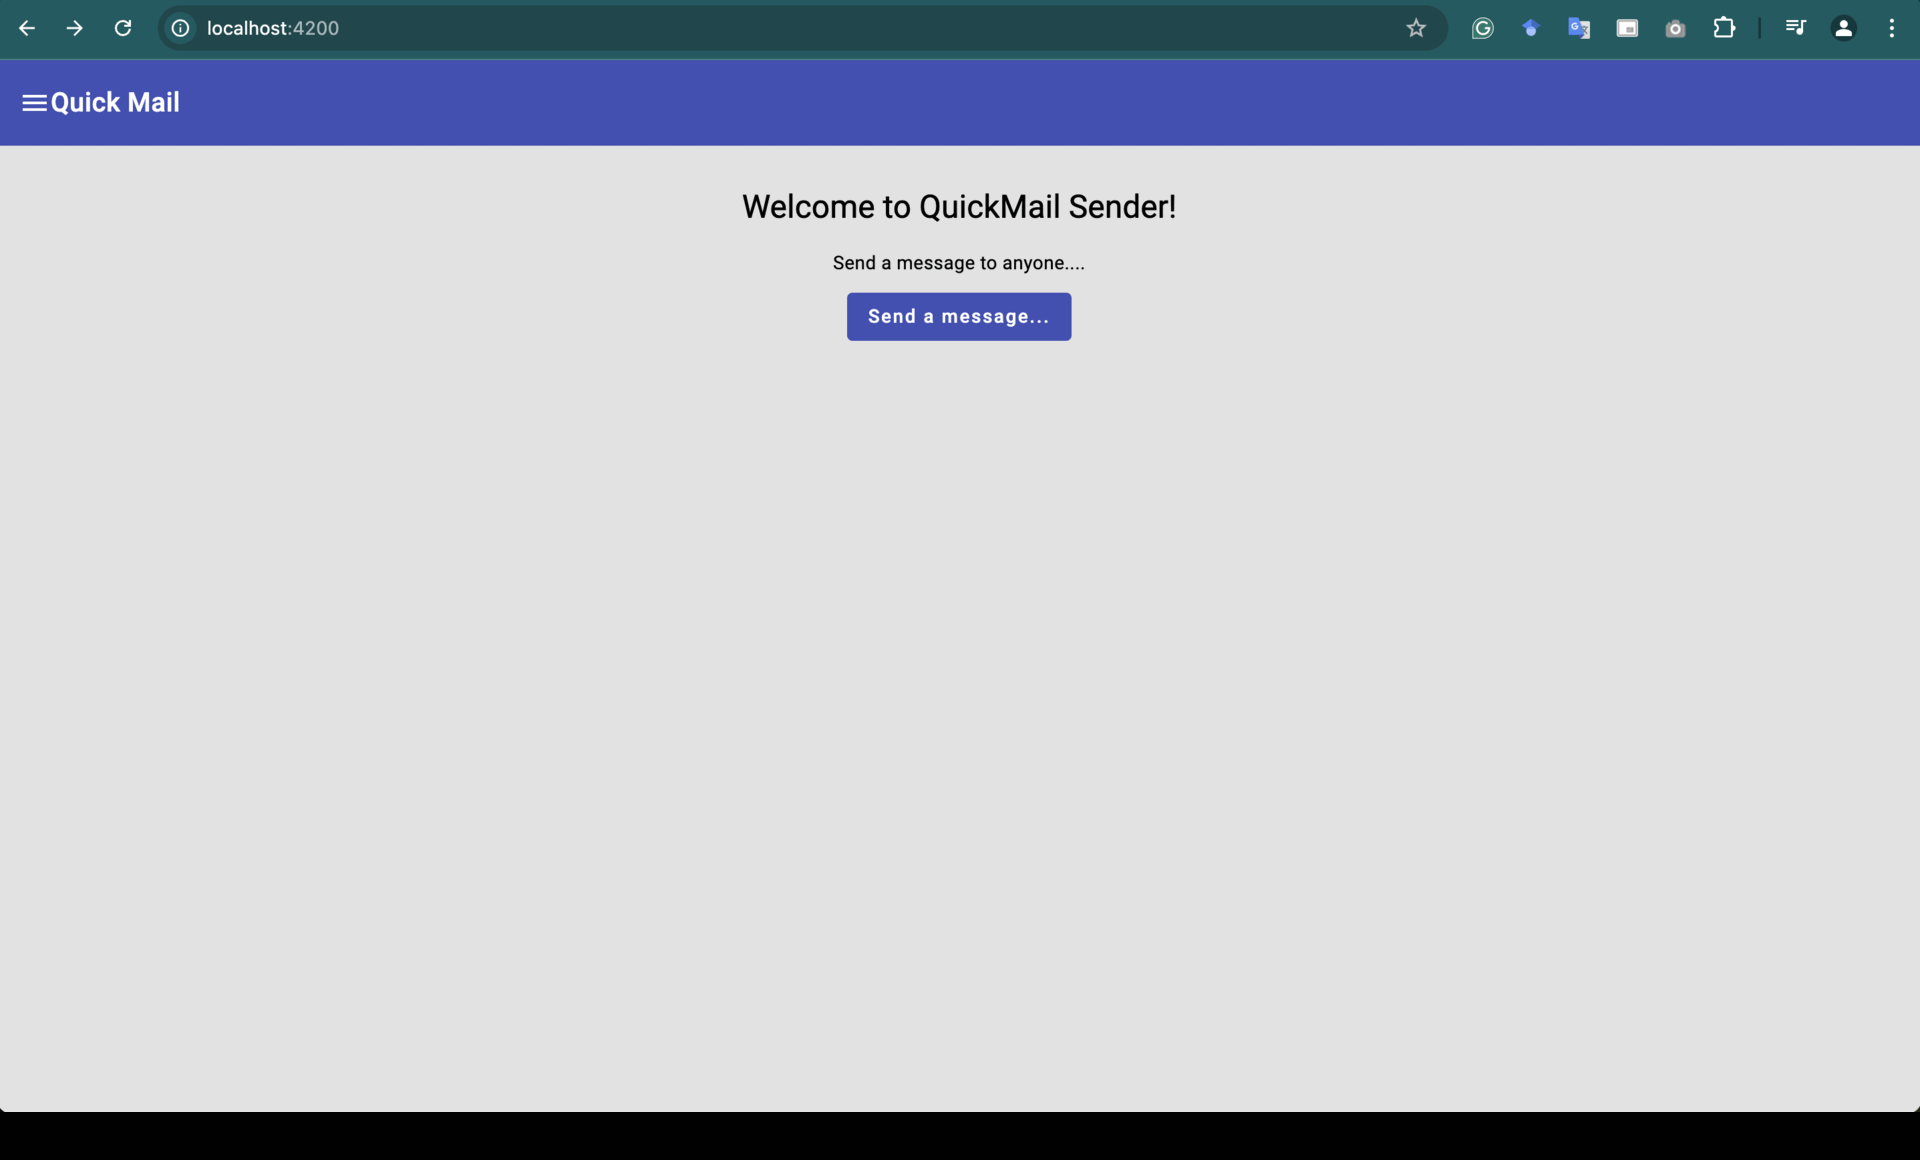 localhost:4200
Quick Mail
Welcome to QuickMail Sender!
Send a message to anyone....
Send a message...